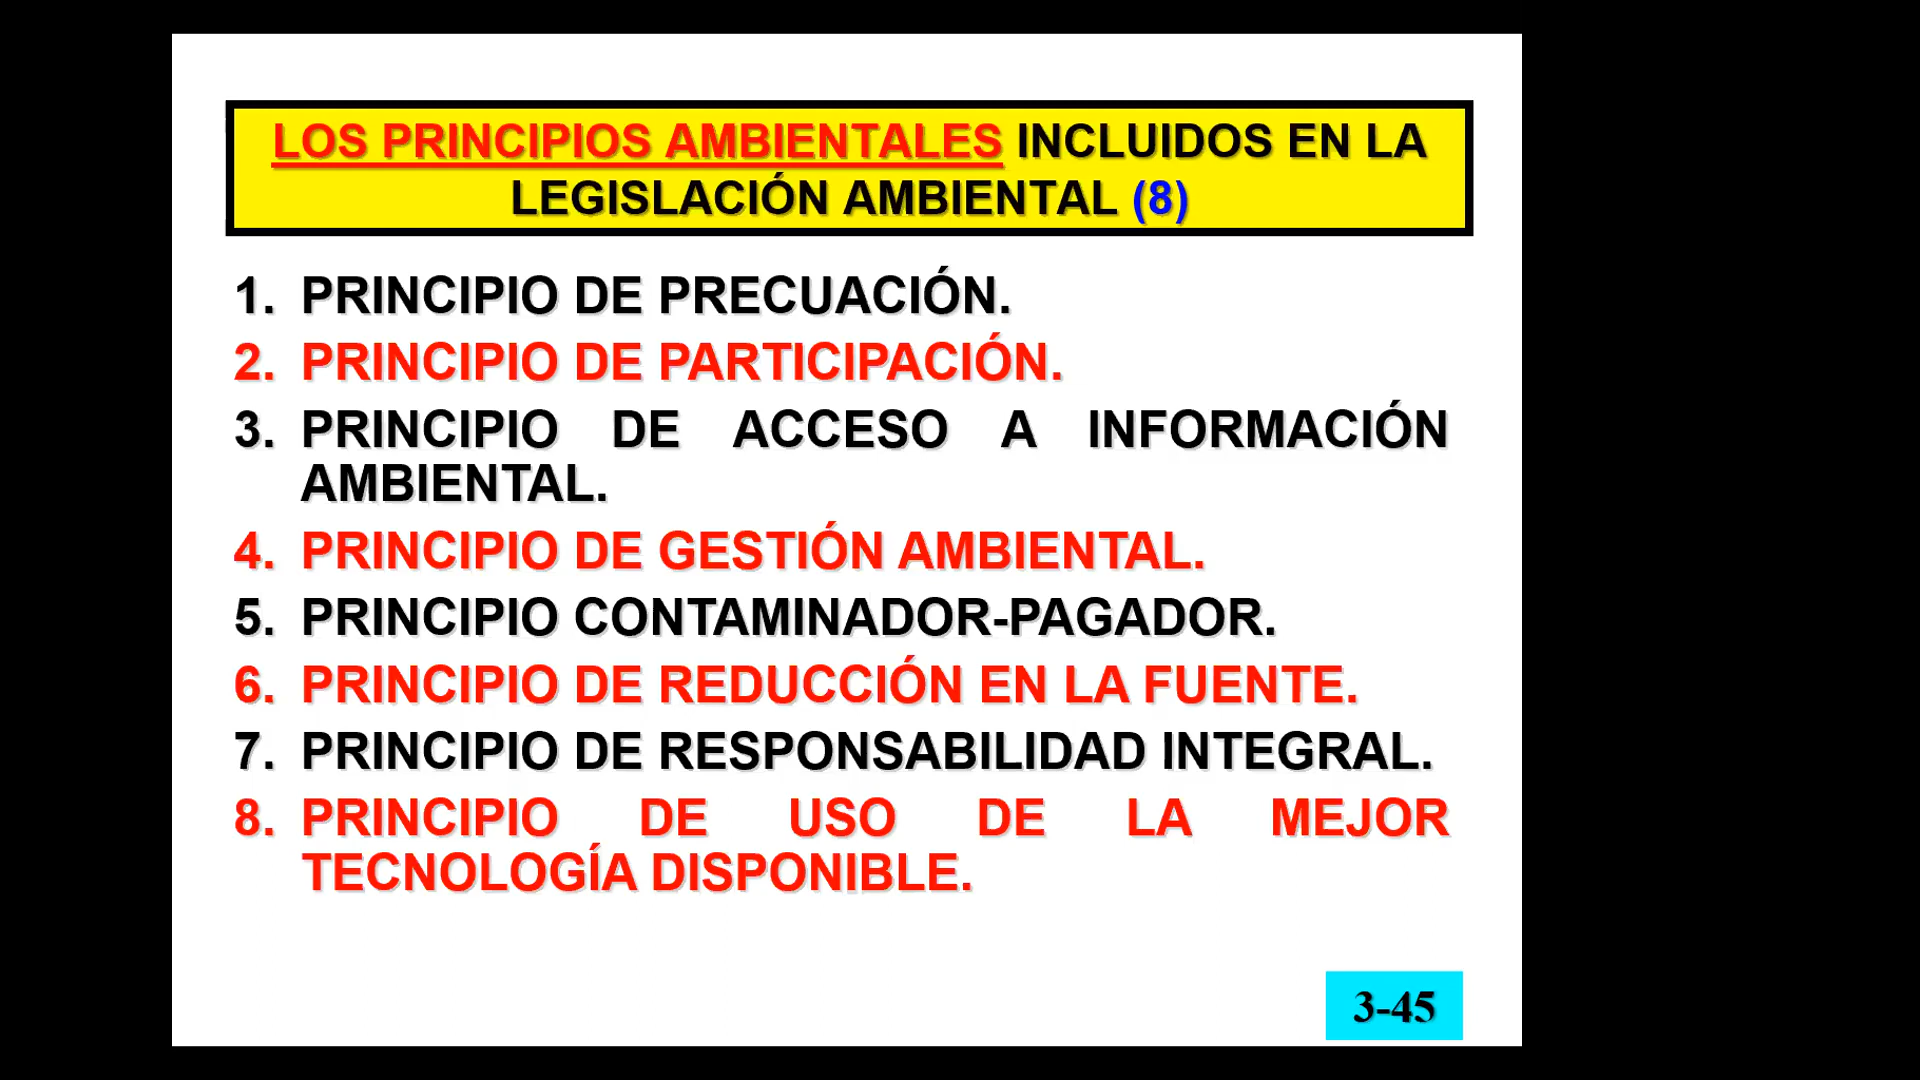 LOS PRINCIPIOS AMBIENTALES INCLUIDOS EN LA
LEGISLACIÓN AMBIENTAL (8)
1. PRINCIPIO DE PRECUACIÓN.
2. PRINCIPIO DE PARTICIPACIÓN.
3. PRINCIPIO DE ACCESO A INFORMACIÓN
AMBIENTAL.
4. PRINCIPIO DE GESTIÓN AMBIENTAL.
5. PRINCIPIO CONTAMINADOR-PAGADOR.
6. PRINCIPIO DE REDUCCIÓN EN LA FUENTE.
7. PRINCIPIO DE RESPONSABILIDAD INTEGRAL.
8. PRINCIPIO DE USO DE LA MEJOR
TECNOLOGÍA DISPONIBLE.
3-45